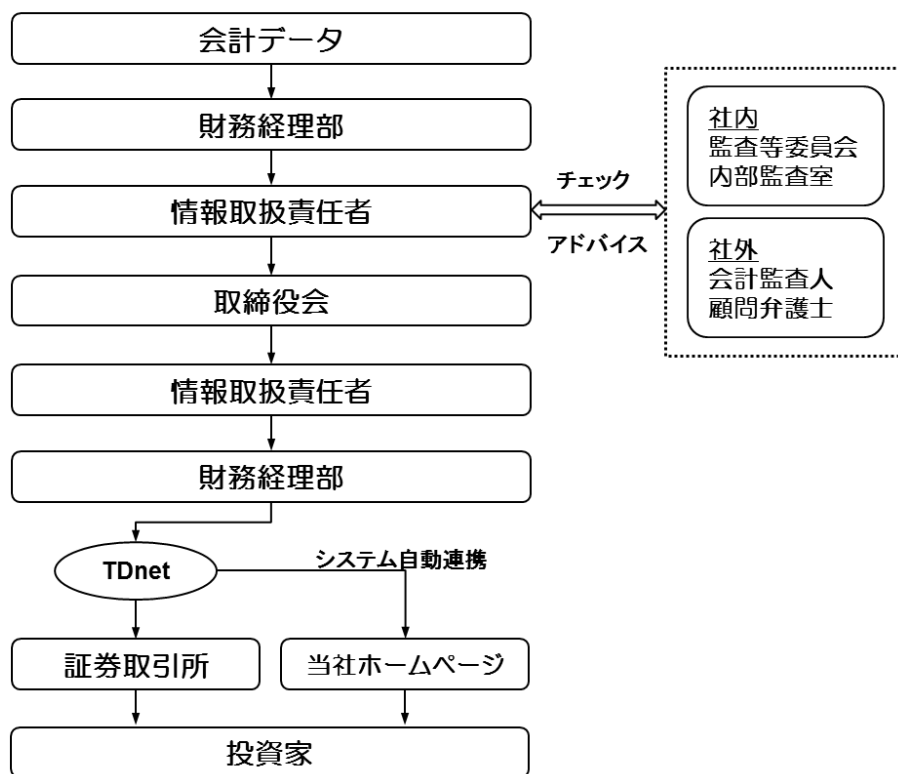 会計データ
財務経理部
情報取扱責任者
チェック
アドバイス
社内
監査等委員会
内部監査室
社外
会計監査人
顧問弁護士
取締役会
情報取扱責任者
財務経理部
TDnet
システム自動連携
証券取引所
当社ホームページ
投資家